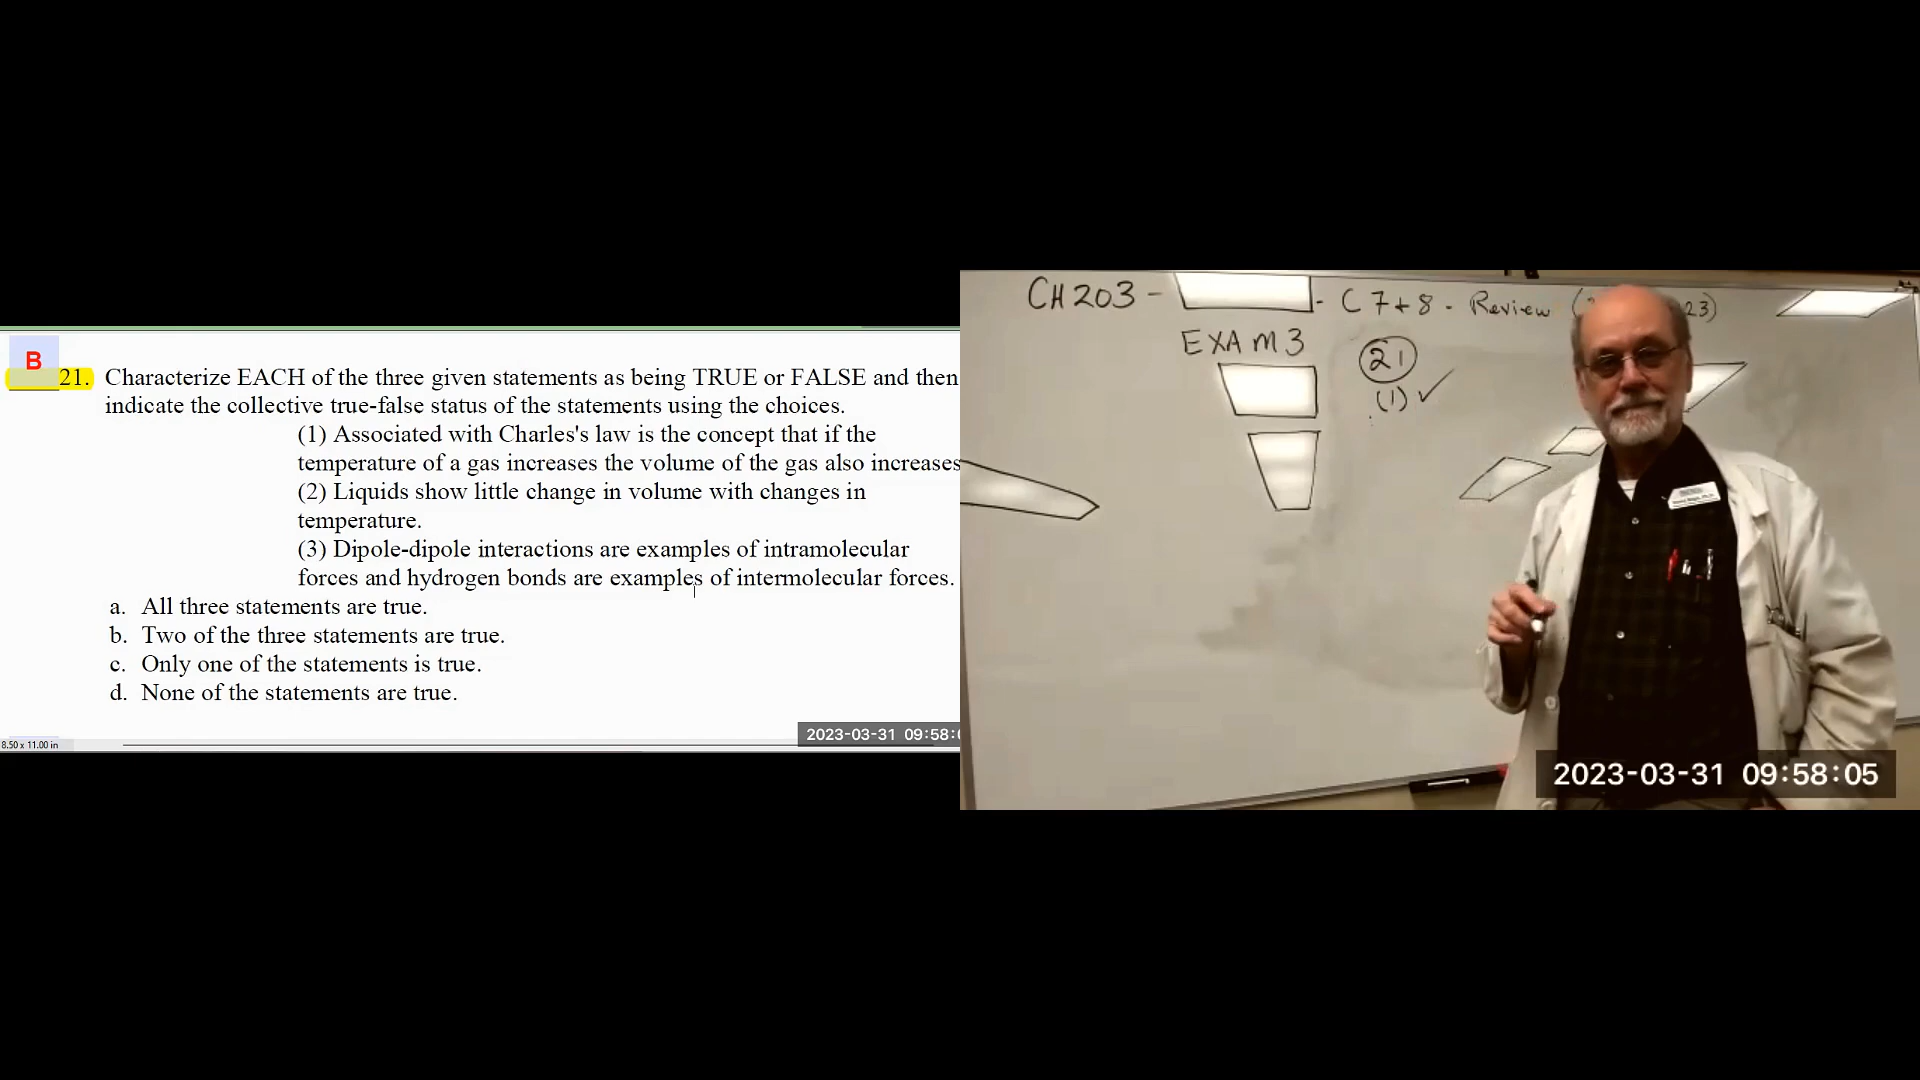 B
21. Characterize EACH of the three given statements as being TRUE or FALSE and then
indicate the collective true-false status of the statements using the choices.
(1) Associated with Charles's law is the concept that if the
temperature of a gas increases the volume of the gas also increases
(2) Liquids show little change in volume with changes in
temperature.
(3) Dipole-dipole interactions are examples of intramolecular
forces and hydrogen bonds are examples of intermolecular forces.
a. All three statements are true.
b. Two of the three statements are true.
c. Only one of the statements is true.
d. None of the statements are true.
2023-03-31 09:58:0
8.50 x 11.00 in
CH203 - - C 7+8 - Review ( 23)
EXAM 3
21
(1) ✓
2023-03-31 09:58:05